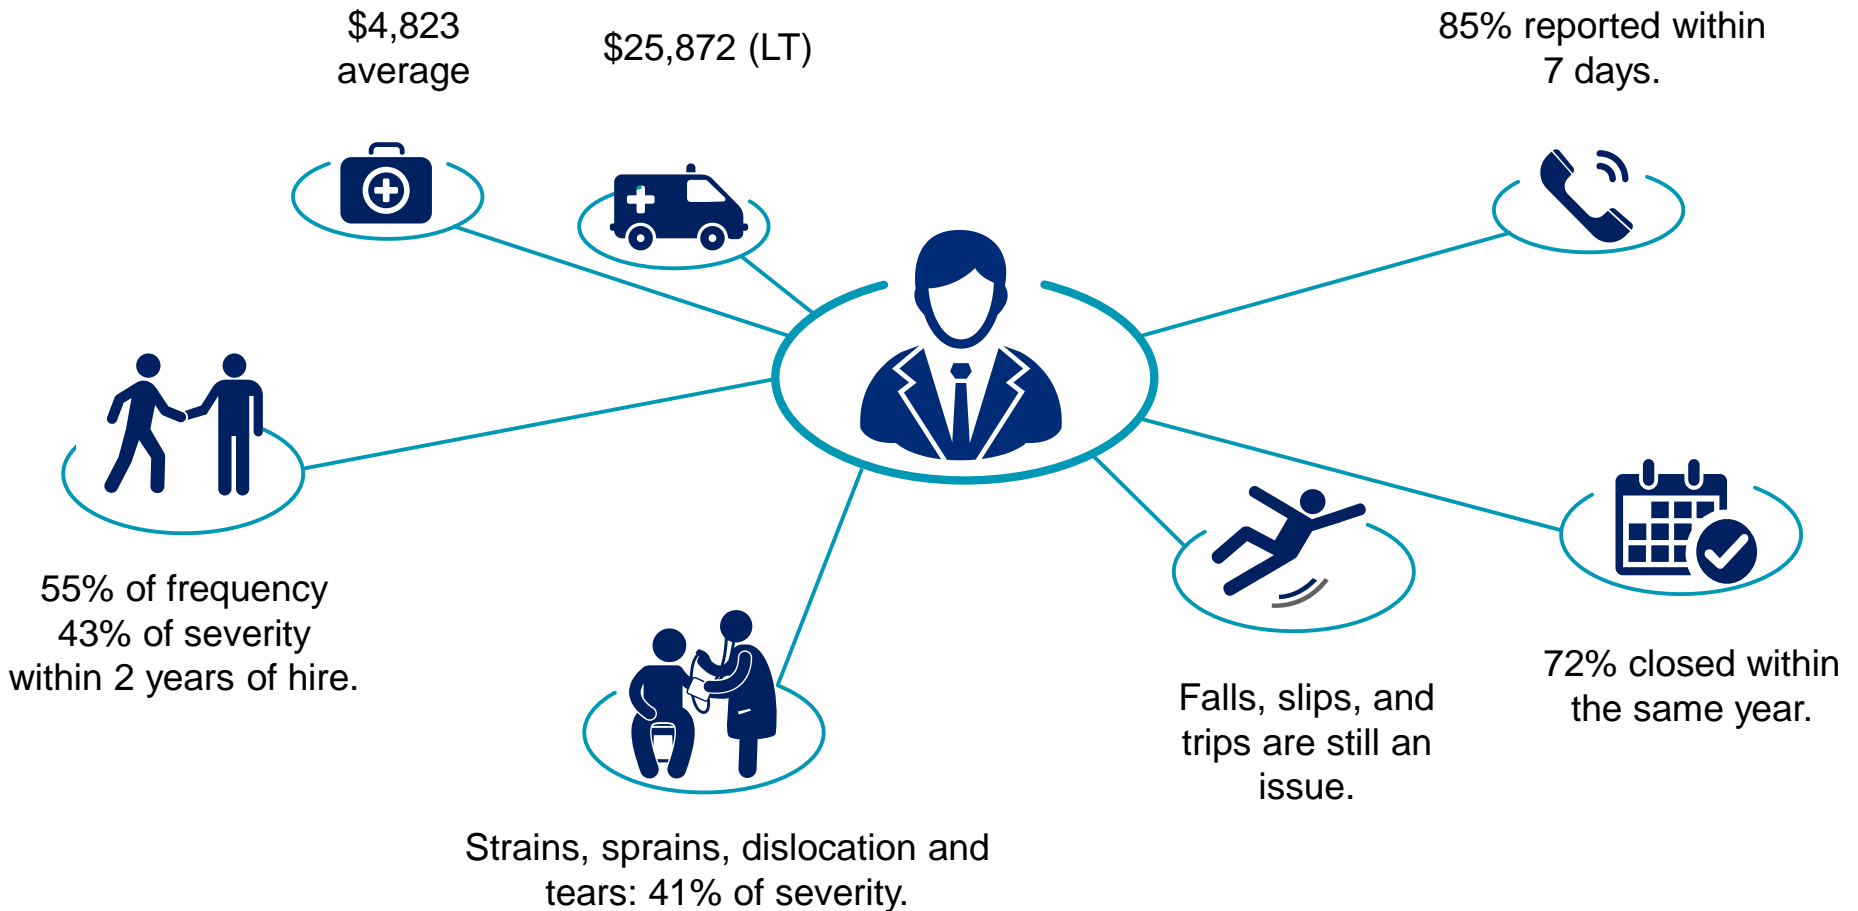 $4,823
average
$25,872 (LT)
85% reported within
7 days.
55% of frequency
43% of severity
within 2 years of hire.
Strains, sprains, dislocation and
tears: 41% of severity.
Falls, slips, and
trips are still an
issue.
72% closed within
the same year.